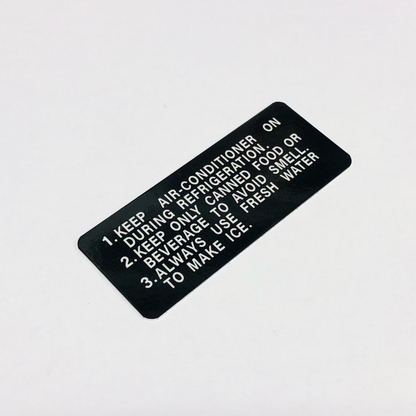 1.KEEP AIR-CONDITIONER ON
DURING REFRIGERATION.
2.KEEP ONLY CANNED FOOD OR
BEVERAGE TO AVOID SMELL.
3.ALWAYS USE FRESH WATER
TO MAKE ICE.